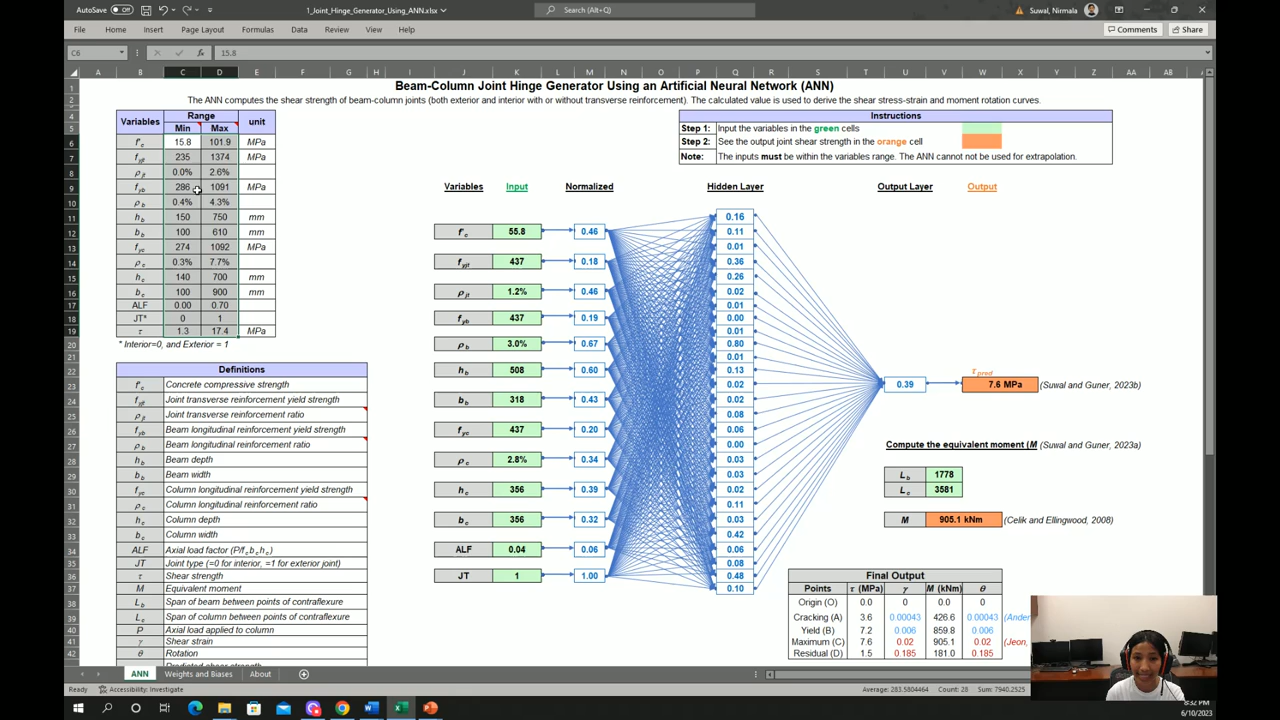 AutoSave Off 1_Joint_Hinge_Generator_Using_ANN.xlsx Search (Alt+Q) Suwal, Nirmala
File Home Insert Page Layout Formulas Data Review View Help Comments Share
C6 fx 15.8
A B C D E F G H I J K L M N O P Q R S T U V W X Y Z AA AB AC
Beam-Column Joint Hinge Generator Using an Artificial Neural Network (ANN)
The ANN computes the shear strength of beam-column joints (both exterior and interior with or without transverse reinforcement). The calculated value is used to derive the shear stress-strain and moment rotation curves.
Variables Range unit
Min Max
f'c 15.8 101.9 MPa
fyjt 235 1374 MPa
ρjt 0.0% 2.6%
fyb 286 1091 MPa
ρb 0.4% 4.3%
hb 150 750 mm
bb 100 610 mm
fyc 274 1092 MPa
ρc 0.3% 7.7%
hc 140 700 mm
bc 100 900 mm
ALF 0.00 0.70
JT* 0 1
τ 1.3 17.4 MPa
* Interior=0, and Exterior = 1
Instructions
Step 1: Input the variables in the green cells
Step 2: See the output joint shear strength in the orange cell
Note: The inputs must be within the variables range. The ANN cannot not be used for extrapolation.
Variables Input Normalized Hidden Layer Output Layer Output
f'c 55.8 0.46
fyjt 437 0.18
ρjt 1.2% 0.46
fyb 437 0.19
ρb 3.0% 0.67
hb 508 0.60
bb 318 0.43
fyc 437 0.20
ρc 2.8% 0.34
hc 356 0.39
bc 356 0.32
ALF 0.04 0.06
JT 1 1.00
0.16
0.11
0.01
0.36
0.26
0.02
0.01
0.00
0.01
0.80
0.01
0.13
0.02
0.02
0.08
0.06
0.00
0.03
0.03
0.02
0.11
0.03
0.42
0.06
0.08
0.48
0.10
τpred
0.39 7.6 MPa (Suwal and Guner, 2023b)
Compute the equivalent moment (M (Suwal and Guner, 2023a)
Lb 1778
Lc 3581
M 905.1 kNm (Celik and Ellingwood, 2008)
Definitions
f'c Concrete compressive strength
fyjt Joint transverse reinforcement yield strength
ρjt Joint transverse reinforcement ratio
fyb Beam longitudinal reinforcement yield strength
ρb Beam longitudinal reinforcement ratio
hb Beam depth
bb Beam width
fyc Column longitudinal reinforcement yield strength
ρc Column longitudinal reinforcement ratio
hc Column depth
bc Column width
ALF Axial load factor (P/f'cbchc)
JT Joint type (=0 for interior, =1 for exterior joint)
τ Shear strength
M Equivalent moment
Lb Span of beam between points of contraflexure
Lc Span of column between points of contraflexure
P Axial load applied to column
γ Shear strain
θ Rotation
Predicted shear strength
Final Output
Points τ (MPa) γ M (kNm) θ
Origin (O) 0.0 0 0.0 0
Cracking (A) 3.6 0.00043 426.6 0.00043 (Ander
Yield (B) 7.2 0.006 859.8 0.006
Maximum (C) 7.6 0.02 905.1 0.02 (Jeon,
Residual (D) 1.5 0.185 181.0 0.185
ANN Weights and Biases About
Ready Accessibility: Investigate Average: 283.5804464 Count: 28 Sum: 7940.2525
8:32 PM
6/10/2023